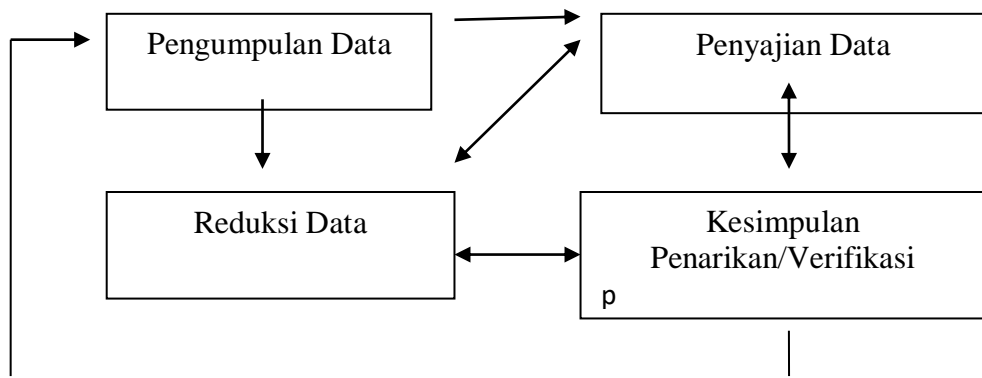 Pengumpulan Data
Penyajian Data
Reduksi Data
Kesimpulan
Penarikan/Verifikasi
p